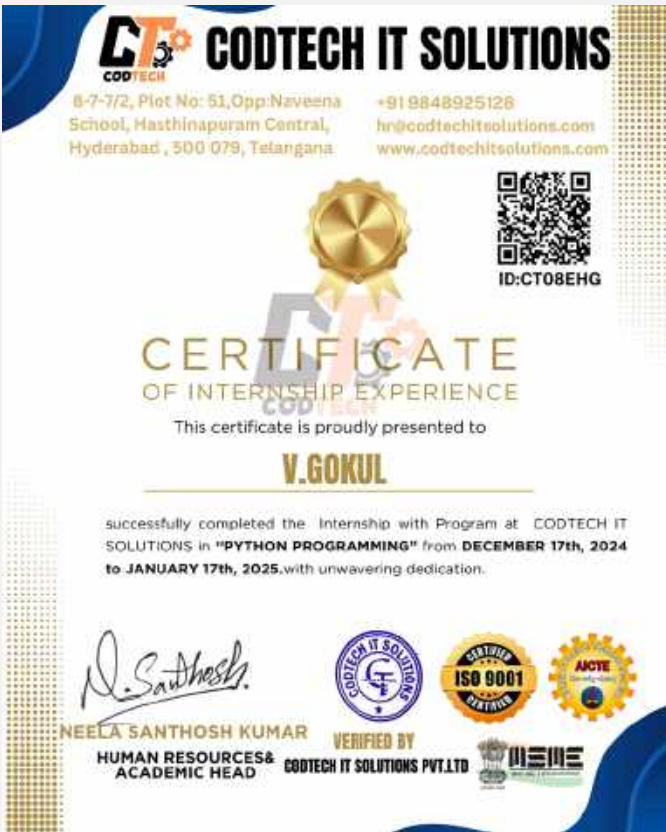 CODTECH
CODTECH IT SOLUTIONS
8-7-7/2, Plot No: 51,Opp:Naveena
School, Hasthinapuram Central,
Hyderabad , 500 079, Telangana
+91 9848925128
hr@codtechitsolutions.com
www.codtechitsolutions.com
ID:CT08EHG
CERTIFICATE
OF INTERNSHIP EXPERIENCE
CODTECH
This certificate is proudly presented to
V.GOKUL
successfully completed the Internship with Program at CODTECH IT
SOLUTIONS in "PYTHON PROGRAMMING" from DECEMBER 17th, 2024
to JANUARY 17th, 2025.with unwavering dedication.
N. Santhosh.
NEELA SANTHOSH KUMAR
HUMAN RESOURCES&
ACADEMIC HEAD
CODTECH IT SOLUTIONS
VERIFIED BY
CODTECH IT SOLUTIONS PVT.LTD
CERTIFIED
ISO 9001
CERTIFIED
AICTE
MSME